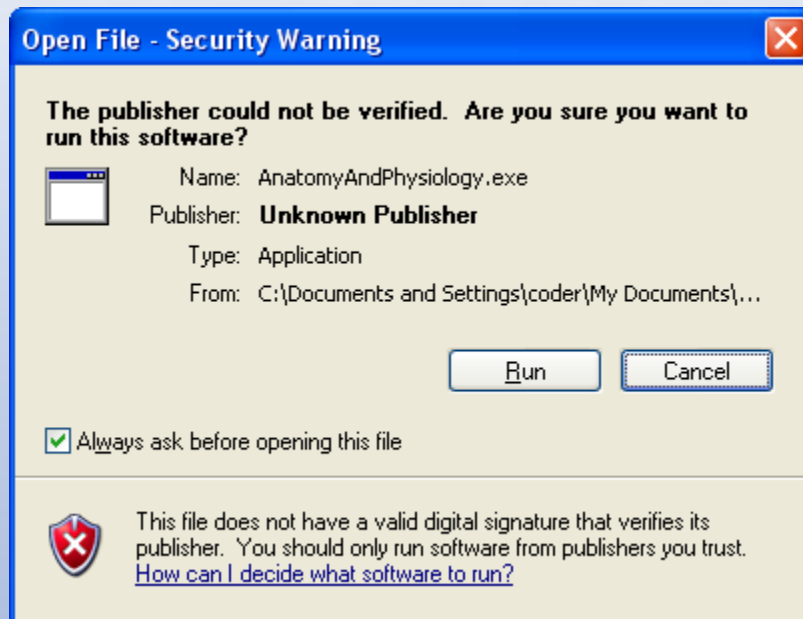 Open File - Security Warning
The publisher could not be verified. Are you sure you want to
run this software?
Name: AnatomyAndPhysiology.exe
Publisher: Unknown Publisher
Type: Application
From: C:\Documents and Settings\coder\My Documents\...
Run Cancel
Always ask before opening this file
This file does not have a valid digital signature that verifies its
publisher. You should only run software from publishers you trust.
How can I decide what software to run?